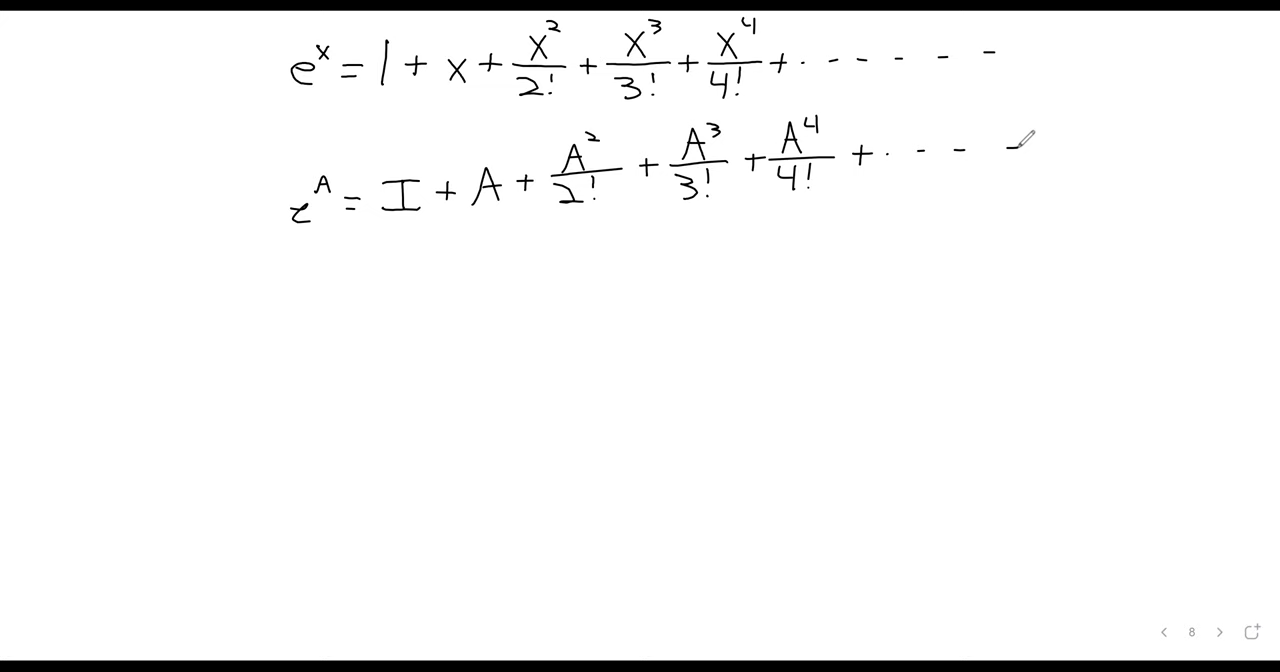 e^x = 1 + x + x^2/2! + x^3/3! + x^4/4! + . - - - - -
e^A = I + A + A^2/2! + A^3/3! + A^4/4! + . - - -
< 8 >